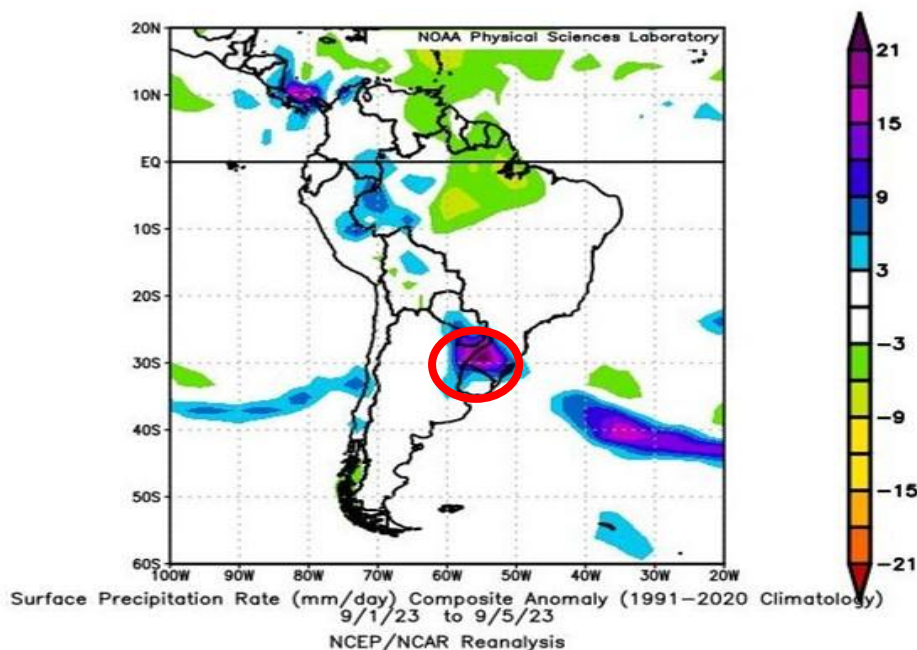 20N
NOAA Physical Sciences Laboratory
10N
EQ
10S
20S
30S
40S
50S
60S
100W 90W 80W 70W 60W 50W 40W 30W 20W
21
15
9
3
-3
-9
-15
-21
Surface Precipitation Rate (mm/day) Composite Anomaly (1991-2020 Climatology)
9/1/23 to 9/5/23
NCEP/NCAR Reanalysis